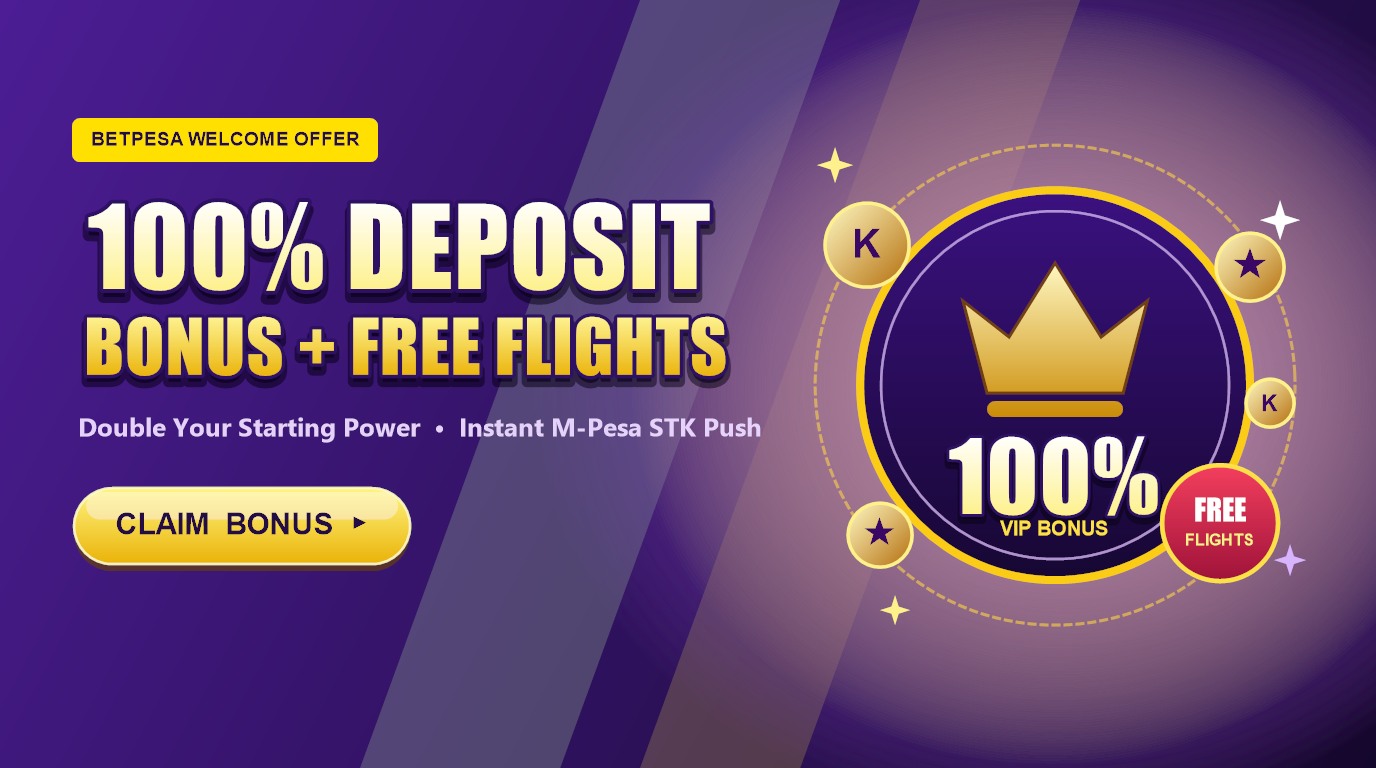 BETPESA WELCOME OFFER
100% DEPOSIT
BONUS + FREE FLIGHTS
Double Your Starting Power • Instant M-Pesa STK Push
CLAIM BONUS ►
K
K
100%
VIP BONUS
FREE
FLIGHTS